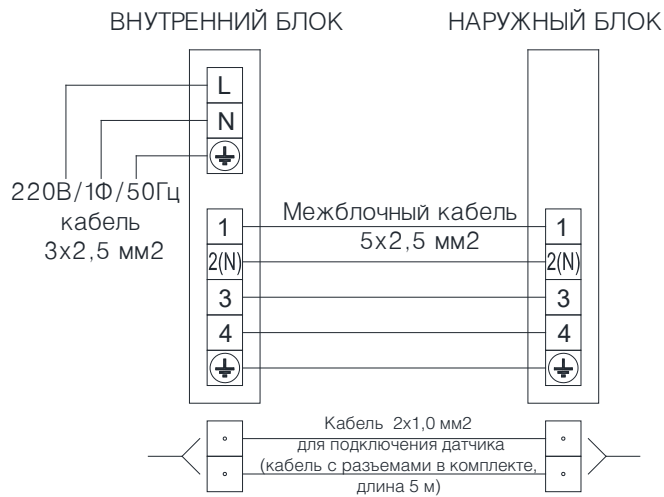 ВНУТРЕННИЙ БЛОК
НАРУЖНЫЙ БЛОК
L
N
220В/1Ф/50Гц
кабель
3х2,5 мм2
Межблочный кабель
5х2,5 мм2
1
2(N)
3
4
1
2(N)
3
4
Кабель 2х1,0 мм2
для подключения датчика
(кабель с разъемами в комплекте,
длина 5 м)